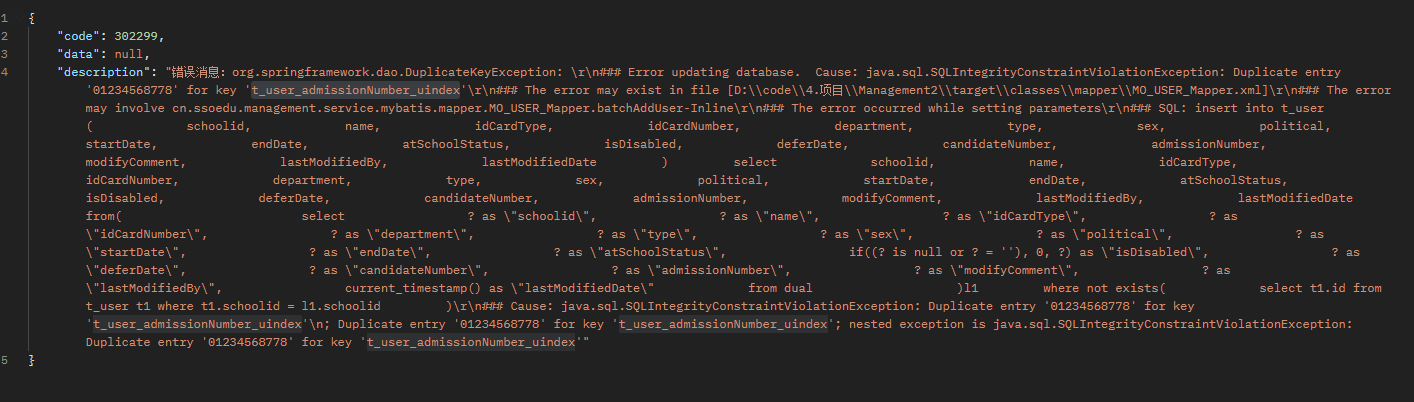 1 {
2 "code": 302299,
3 "data": null,
4 "description": "错误消息: org.springframework.dao.DuplicateKeyException: \r\n### Error updating database.  Cause: java.sql.SQLIntegrityConstraintViolationException: Duplicate entry
'01234568778' for key 't_user_admissionNumber_uindex'\r\n### The error may exist in file [D:\\code\\4.项目\\Management2\\target\\classes\\mapper\\MO_USER_Mapper.xml]\r\n### The error
may involve cn.ssoedu.management.service.mybatis.mapper.MO_USER_Mapper.batchAddUser-Inline\r\n### The error occurred while setting parameters\r\n### SQL: insert into t_user
( schoolid, name, idCardType, idCardNumber, department, type, sex, political,
startDate, endDate, atSchoolStatus, isDisabled, deferDate, candidateNumber, admissionNumber,
modifyComment, lastModifiedBy, lastModifiedDate ) select schoolid, name, idCardType,
idCardNumber, department, type, sex, political, startDate, endDate, atSchoolStatus,
isDisabled, deferDate, candidateNumber, admissionNumber, modifyComment, lastModifiedBy, lastModifiedDate
from( select ? as \"schoolid\", ? as \"name\", ? as \"idCardType\", ? as
\"idCardNumber\", ? as \"department\", ? as \"type\", ? as \"sex\", ? as \"political\", ? as
\"startDate\", ? as \"endDate\", ? as \"atSchoolStatus\", if((? is null or ? = ''), 0, ?) as \"isDisabled\", ? as
\"deferDate\", ? as \"candidateNumber\", ? as \"admissionNumber\", ? as \"modifyComment\", ? as
\"lastModifiedBy\", current_timestamp() as \"lastModifiedDate\" from dual )l1 where not exists( select t1.id from
t_user t1 where t1.schoolid = l1.schoolid )\r\n### Cause: java.sql.SQLIntegrityConstraintViolationException: Duplicate entry '01234568778' for key
't_user_admissionNumber_uindex'\n; Duplicate entry '01234568778' for key 't_user_admissionNumber_uindex'; nested exception is java.sql.SQLIntegrityConstraintViolationException:
Duplicate entry '01234568778' for key 't_user_admissionNumber_uindex'"
5 }